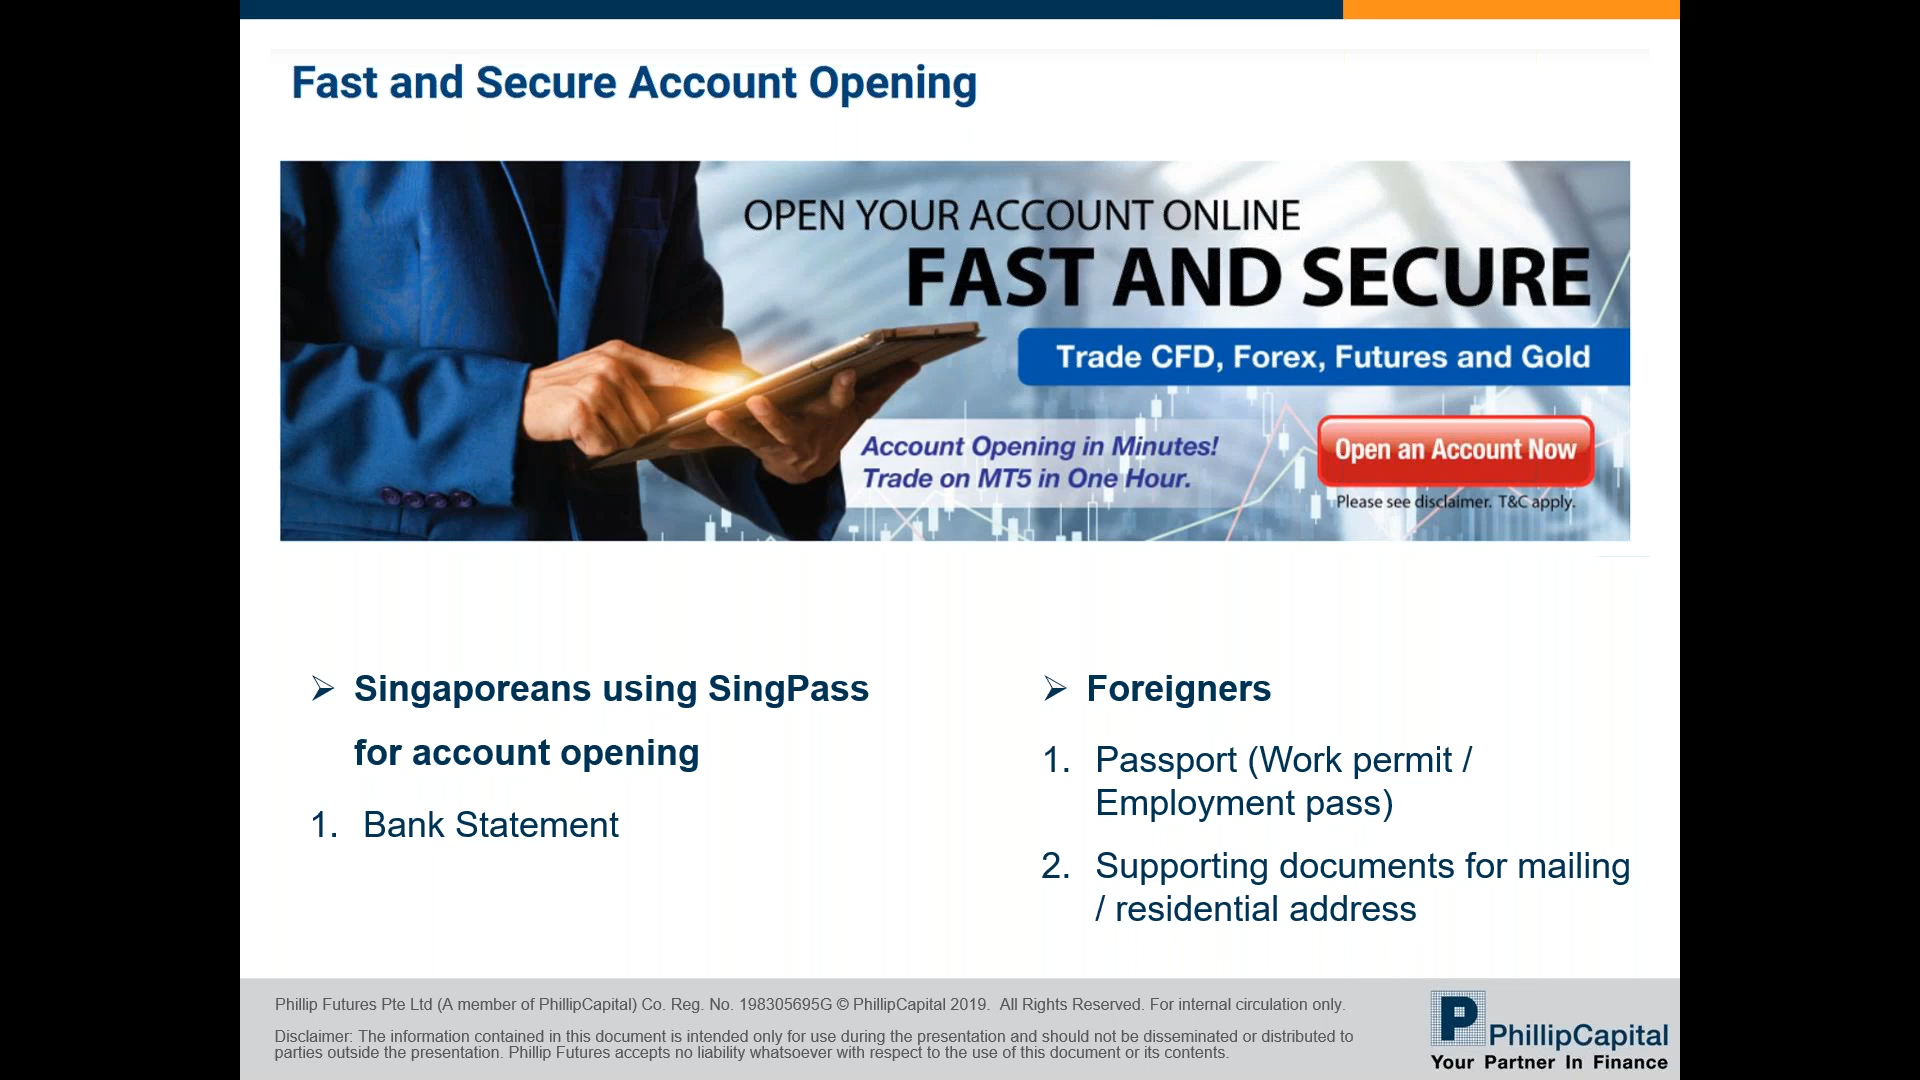 Fast and Secure Account Opening
OPEN YOUR ACCOUNT ONLINE
FAST AND SECURE
Trade CFD, Forex, Futures and Gold
Account Opening in Minutes!
Trade on MT5 in One Hour.
Open an Account Now
Please see disclaimer. T&C apply.
➢ Singaporeans using SingPass
for account opening
1. Bank Statement
➢ Foreigners
1. Passport (Work permit /
Employment pass)
2. Supporting documents for mailing
/ residential address
Phillip Futures Pte Ltd (A member of PhillipCapital) Co. Reg. No. 198305695G © PhillipCapital 2019. All Rights Reserved. For internal circulation only.
Disclaimer: The information contained in this document is intended only for use during the presentation and should not be disseminated or distributed to
parties outside the presentation. Phillip Futures accepts no liability whatsoever with respect to the use of this document or its contents.
P PhillipCapital
Your Partner In Finance